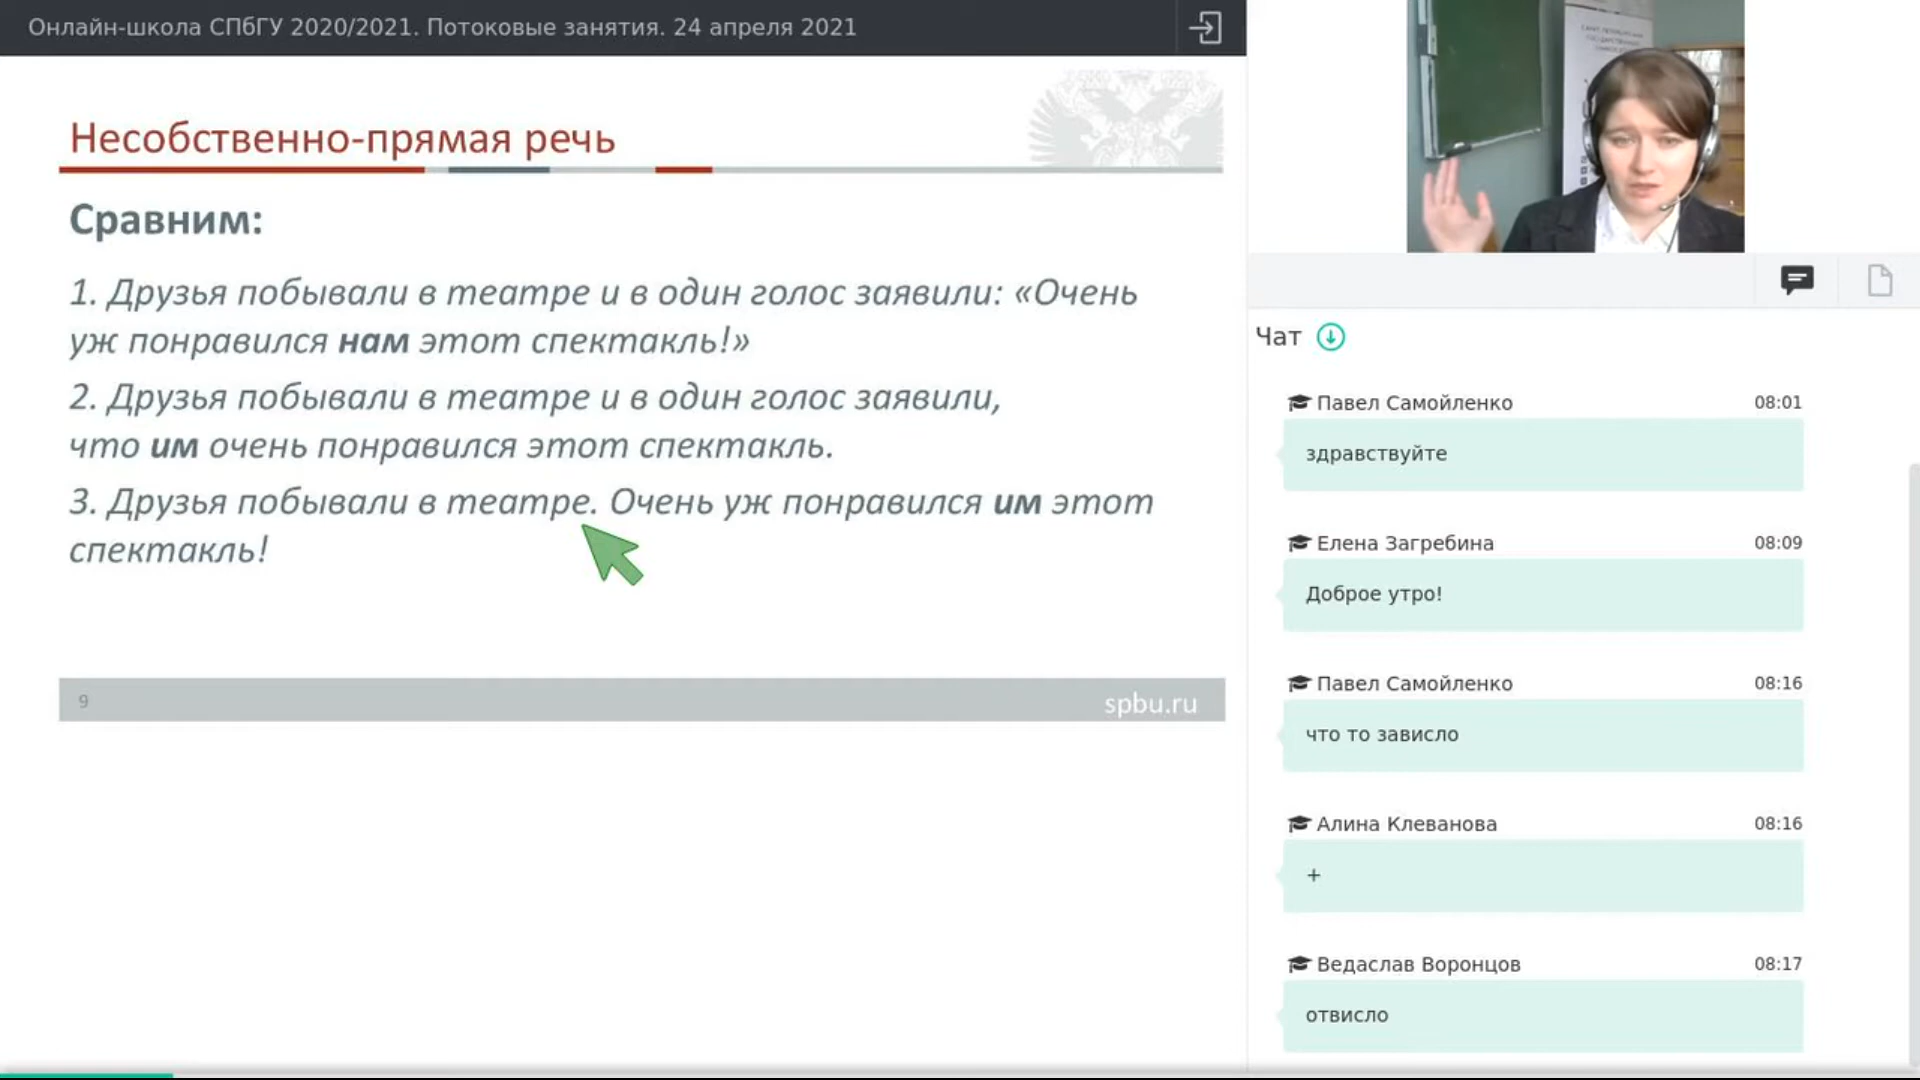 Онлайн-школа СПбГУ 2020/2021. Потоковые занятия. 24 апреля 2021
Несобственно-прямая речь
Сравним:
1. Друзья побывали в театре и в один голос заявили: «Очень
уж понравился нам этот спектакль!»
2. Друзья побывали в театре и в один голос заявили,
что им очень понравился этот спектакль.
3. Друзья побывали в театре. Очень уж понравился им этот
спектакль!
9
spbu.ru
Чат
Павел Самойленко 08:01
здравствуйте
Елена Загребина 08:09
Доброе утро!
Павел Самойленко 08:16
что то зависло
Алина Клеванова 08:16
+
Ведаслав Воронцов 08:17
отвисло